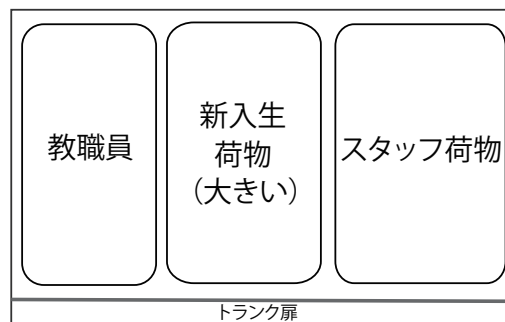 教職員
新入生
荷物
（大きい）
スタッフ荷物
トランク扉